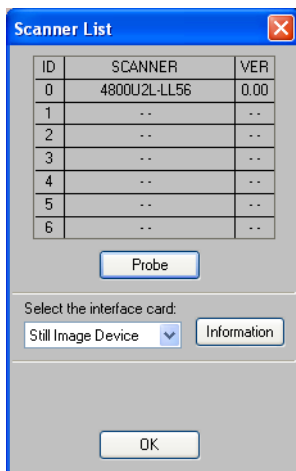 Scanner List
ID SCANNER VER
0 4800U2L-LL56 0.00
1 - - - -
2 - - - -
3 - - - -
4 - - - -
5 - - - -
6 - - - -
Probe
Select the interface card:
Still Image Device Information
OK